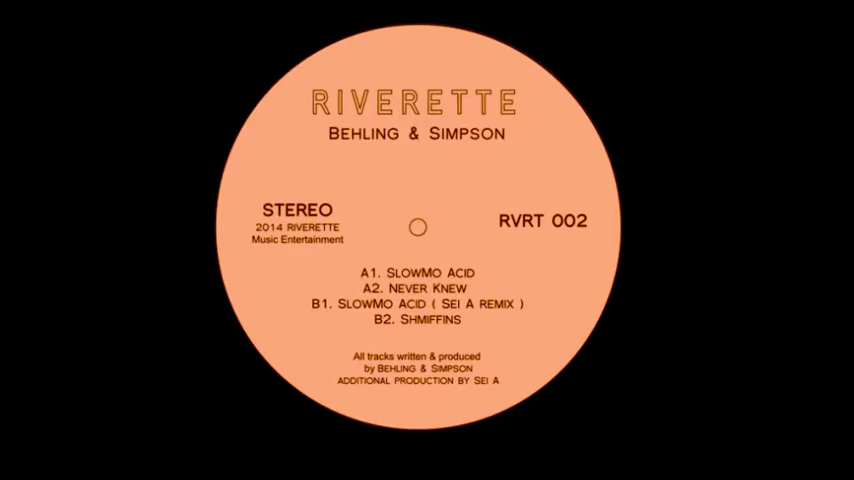 RIVERETTE
BEHLING & SIMPSON
STEREO
2014 RIVERETTE
Music Entertainment
RVRT 002
A1. SLOWMO ACID
A2. NEVER KNEW
B1. SLOWMO ACID ( SEI A REMIX )
B2. SHMIFFINS
All tracks written & produced
by BEHLING & SIMPSON
ADDITIONAL PRODUCTION BY SEI A